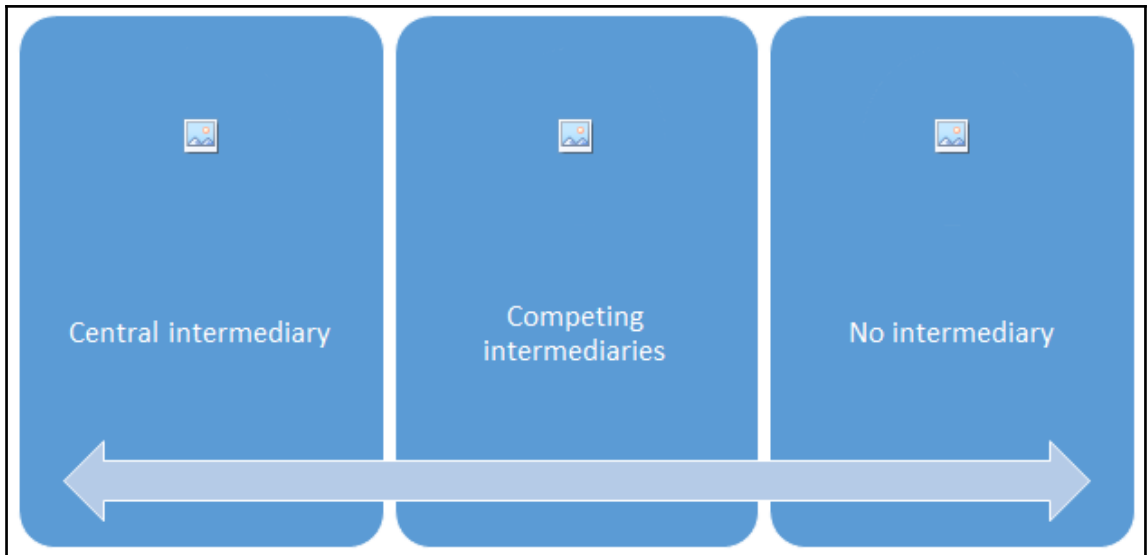 Central intermediary
Competing
intermediaries
No intermediary